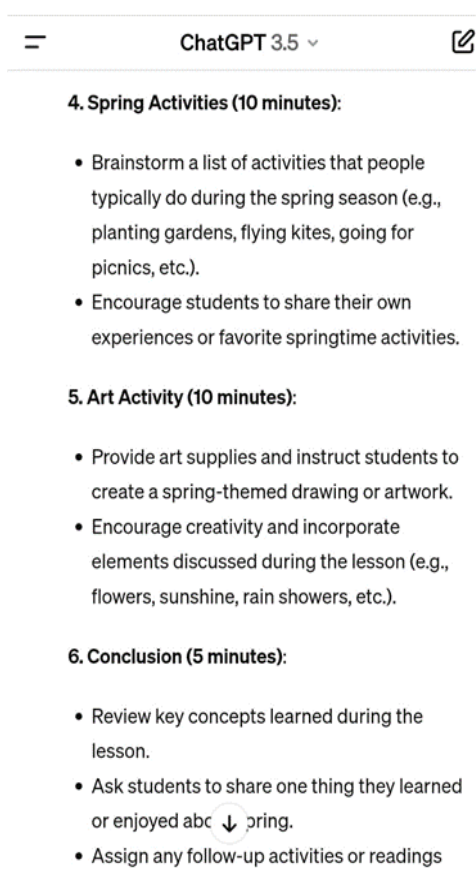 ChatGPT 3.5
4. Spring Activities (10 minutes):
• Brainstorm a list of activities that people
typically do during the spring season (e.g.,
planting gardens, flying kites, going for
picnics, etc.).
• Encourage students to share their own
experiences or favorite springtime activities.
5. Art Activity (10 minutes):
• Provide art supplies and instruct students to
create a spring-themed drawing or artwork.
• Encourage creativity and incorporate
elements discussed during the lesson (e.g.,
flowers, sunshine, rain showers, etc.).
6. Conclusion (5 minutes):
• Review key concepts learned during the
lesson.
• Ask students to share one thing they learned
or enjoyed
• Assign any follow-up activities or readings